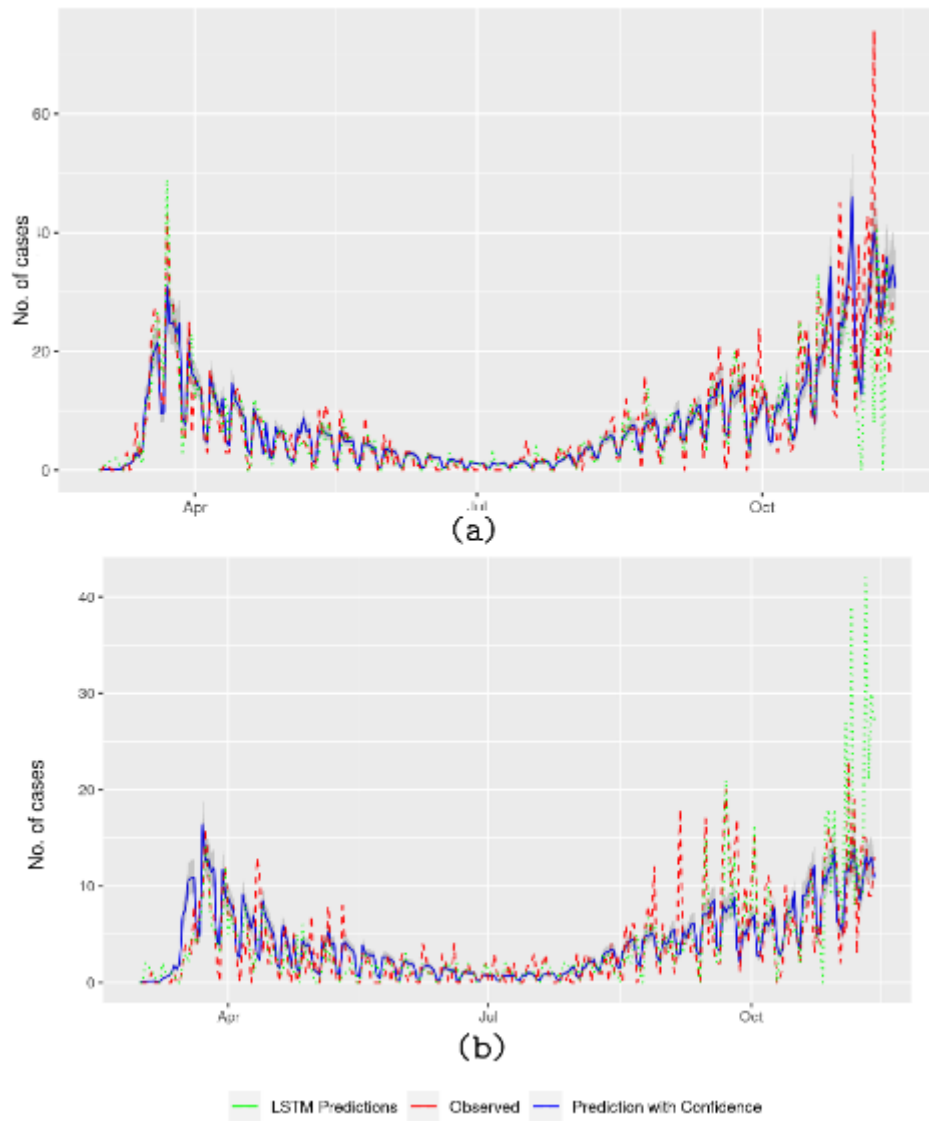 60
40
20
0
No. of cases
Apr
Jul
Oct
(a)
40
30
20
10
0
No. of cases
Apr
Jul
Oct
(b)
LSTM Predictions Observed Prediction with Confidence